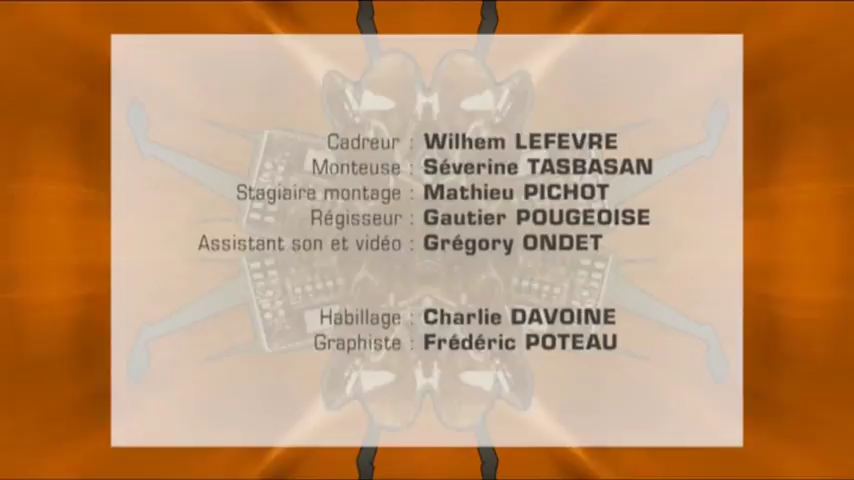 Cadreur : Wilhem LEFEVRE
Monteuse : Séverine TASBASAN
Stagiaire montage : Mathieu PICHOT
Régisseur : Gautier POUGEOISE
Assistant son et vidéo : Grégory ONDET
Habillage : Charlie DAVOINE
Graphiste : Frédéric POTEAU